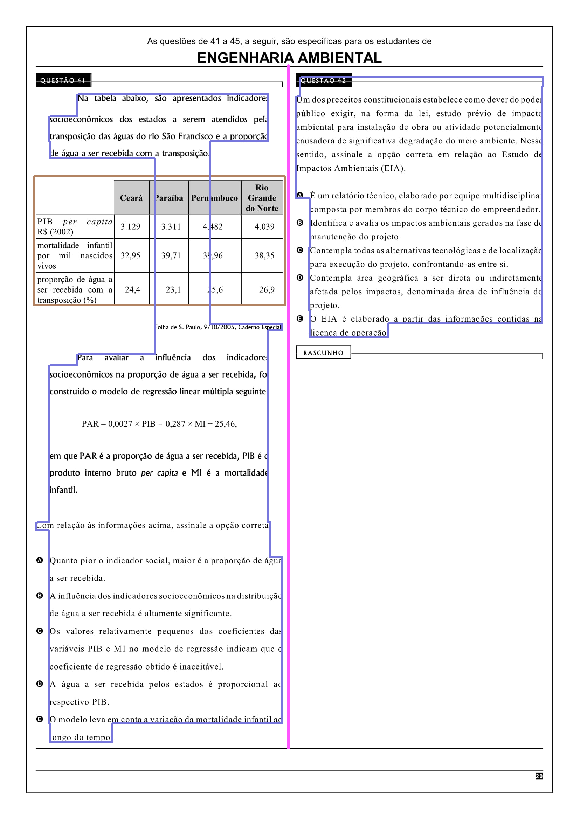 As questões de 41 a 45, a seguir, são específicas para os estudantes de
ENGENHARIA AMBIENTAL
QUESTÃO 41
Na tabela abaixo, são apresentados indicadores
socioeconômicos dos estados a serem atendidos pela
transposição das águas do rio São Francisco e a proporção
de água a ser recebida com a transposição.
Ceará Paraíba Pernambuco Rio Grande do Norte
PIB per capita R$ (2002) 3.129 3.311 4.482 4.039
mortalidade infantil por mil nascidos vivos 32,95 39,71 38,35
proporção de água a ser recebida com a transposição (%) 24,4 23,1 26,9
Folha de S. Paulo, 9/10/2005, Caderno Especial
Para avaliar a influência dos indicadores
socioeconômicos na proporção de água a ser recebida, foi
construído o modelo de regressão linear múltipla seguinte
PAR = 0,0027 × PIB – 0,287 × MI + 25,46,
em que PAR é a proporção de água a ser recebida, PIB é o
produto interno bruto per capita e MI é a mortalidade
infantil.
Com relação às informações acima, assinale a opção correta
A Quanto pior o indicador social, maior é a proporção de água
a ser recebida.
B A influência dos indicadores socioeconômicos na distribuição
de água a ser recebida é altamente significante.
C Os valores relativamente pequenos dos coeficientes das
variáveis PIB e MI no modelo de regressão indicam que o
coeficiente de regressão obtido é inaceitável.
D A água a ser recebida pelos estados é proporcional ao
respectivo PIB.
E O modelo leva em conta a variação da mortalidade infantil ao
longo do tempo
QUESTÃO 42
Um dos preceitos constitucionais estabelece como dever do poder
público exigir, na forma da lei, estudo prévio de impacto
ambiental para instalação de obra ou atividade potencialmente
causadora de significativa degradação do meio ambiente. Nesse
sentido, assinale a opção correta em relação ao Estudo de
Impactos Ambientais (EIA).
A É um relatório técnico, elaborado por equipe multidisciplinar
composta por membros do corpo técnico do empreendedor.
B Identifica e avalia os impactos ambientais gerados na fase de
manutenção do projeto
C Contempla todas as alternativas tecnológicas e de localização
para execução do projeto, confrontando-as entre si.
D Contempla área geográfica a ser direta ou indiretamente
afetada pelos impactos, denominada área de influência do
projeto.
E O EIA é elaborado a partir das informações contidas na
licença de operação
RASCUNHO